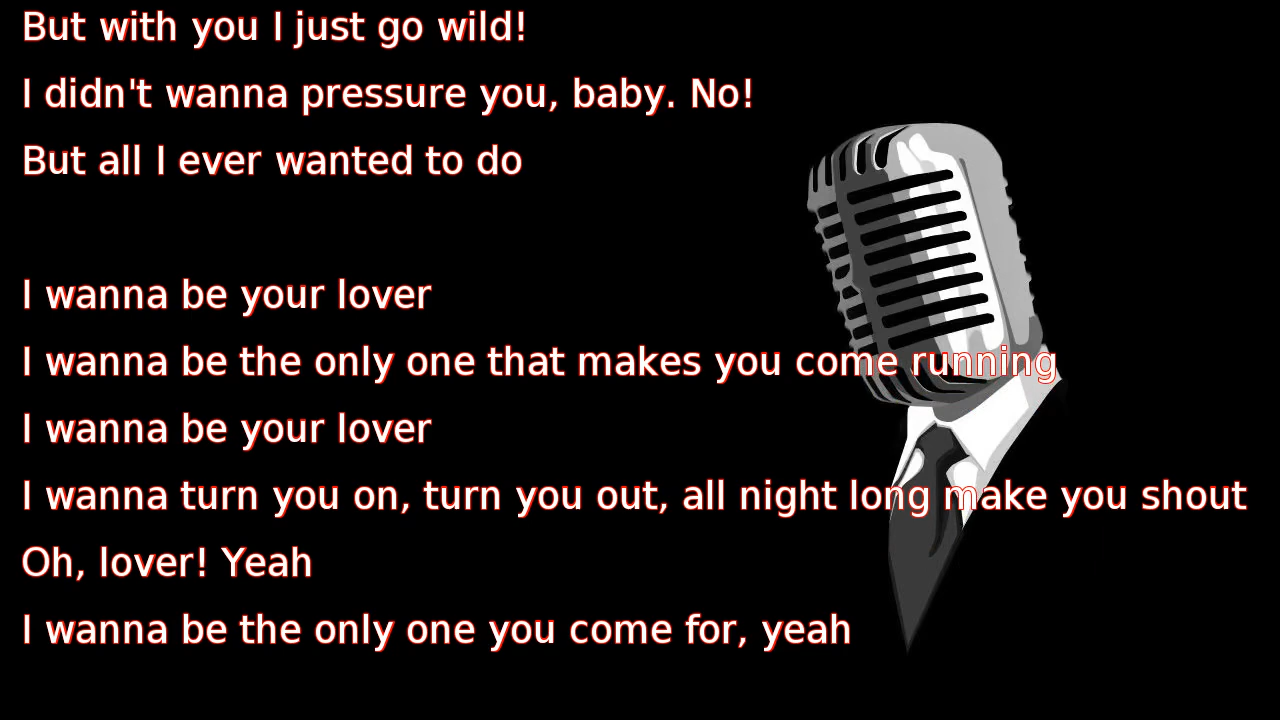 But with you I just go wild!
I didn't wanna pressure you, baby. No!
But all I ever wanted to do
I wanna be your lover
I wanna be the only one that makes you come running
I wanna be your lover
I wanna turn you on, turn you out, all night long make you shout
Oh, lover! Yeah
I wanna be the only one you come for, yeah